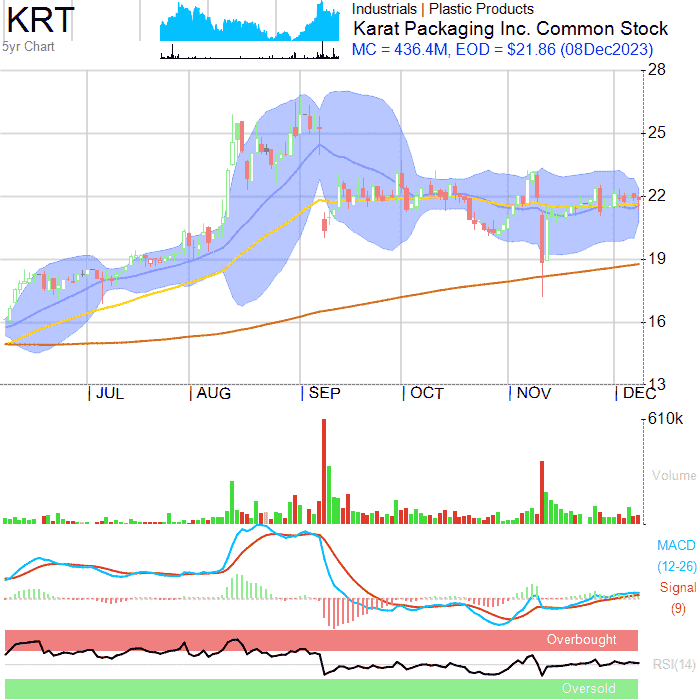 KRT
5yr Chart
Industrials | Plastic Products
Karat Packaging Inc. Common Stock
MC = 436.4M, EOD = $21.86 (08Dec2023)
28
25
22
19
16
13
JUL AUG SEP OCT NOV DEC
610k
Volume
MACD
(12-26)
Signal
(9)
Overbought
RSI(14)
Oversold